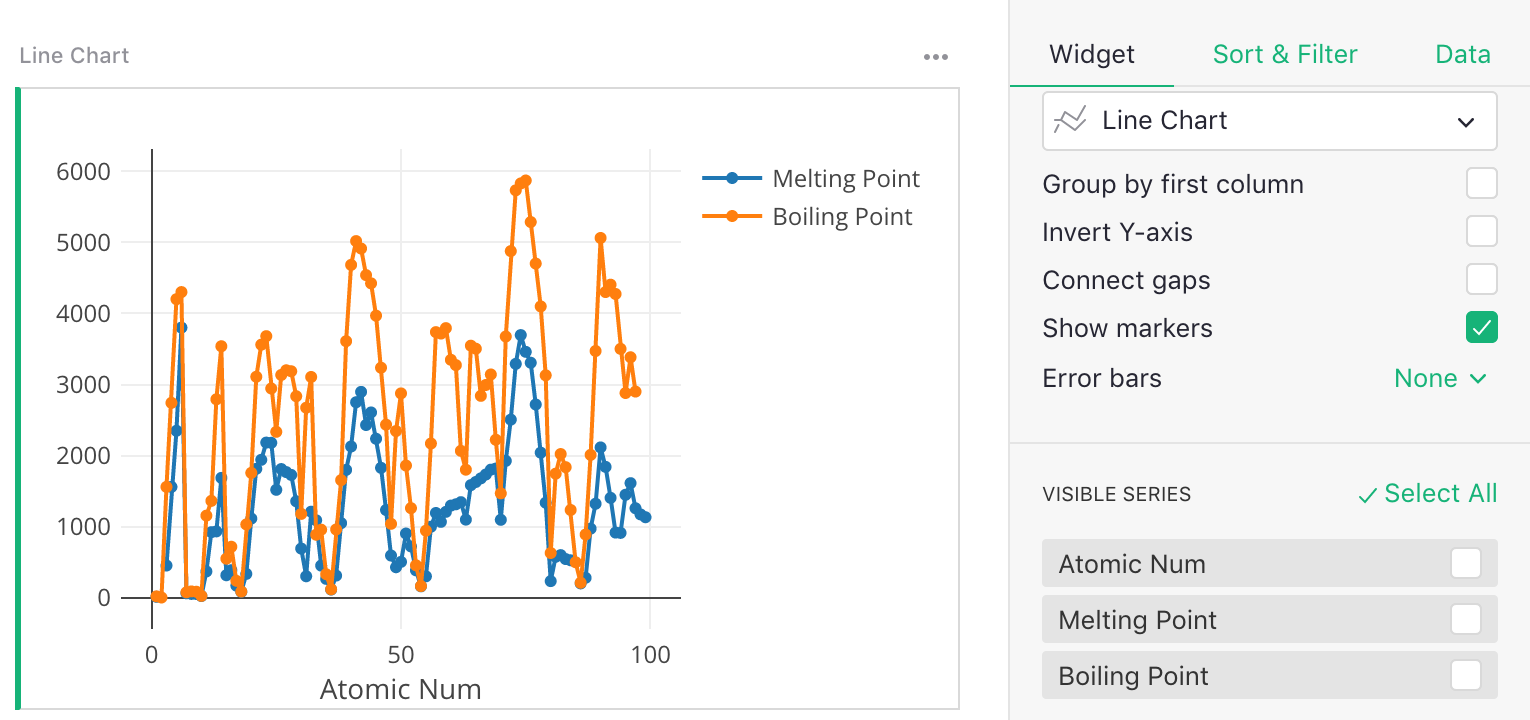 Line Chart
6000
5000
4000
3000
2000
1000
0
0 50 100
Atomic Num
Melting Point
Boiling Point
Widget Sort & Filter Data
Line Chart
Group by first column
Invert Y-axis
Connect gaps
Show markers
Error bars None
VISIBLE SERIES Select All
Atomic Num
Melting Point
Boiling Point